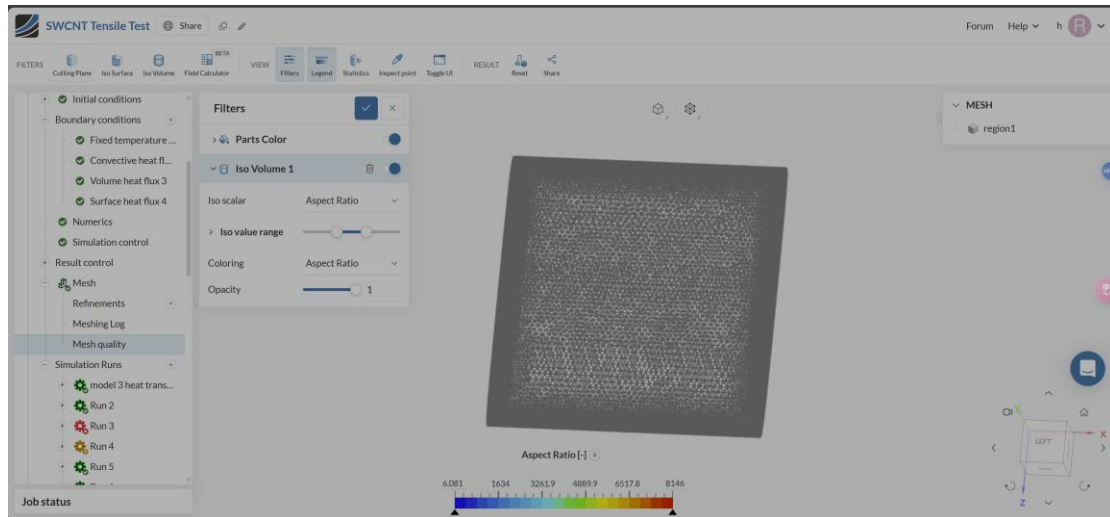 SWCNT Tensile Test
Share
Forum
Help
h
R
FILTERS
Cutting Plane
Iso Surface
Iso Volume
BETA
Field Calculator
VIEW
Filters
Legend
Statistics
Inspect point
Toggle UI
RESULT
Reset
Share
Initial conditions
Boundary conditions
Fixed temperature ...
Convective heat fl...
Volume heat flux 3
Surface heat flux 4
Numerics
Simulation control
Result control
Mesh
Refinements
Meshing Log
Mesh quality
Simulation Runs
model 3 heat trans...
Run 2
Run 3
Run 4
Run 5
Job status
Filters
Parts Color
Iso Volume 1
Iso scalar Aspect Ratio
Iso value range
Coloring Aspect Ratio
Opacity 1
MESH
region1
Aspect Ratio [-]
6.081 1634 3261.9 4889.9 6517.8 8146
Y
LEFT
X
Z